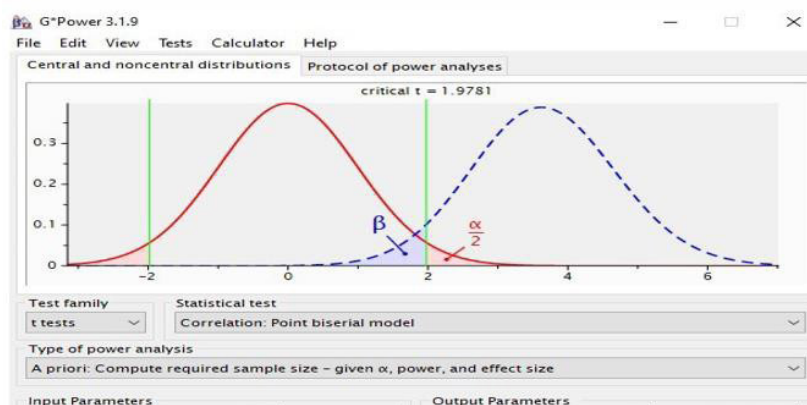 G*Power 3.1.9
File Edit View Tests Calculator Help
Central and noncentral distributions Protocol of power analyses
critical t = 1.9781
0.3
0.2
0.1
0
β
α
2
-2 0 2 4 6
Test family Statistical test
t tests Correlation: Point biserial model
Type of power analysis
A priori: Compute required sample size – given α, power, and effect size
Input Parameters Output Parameters